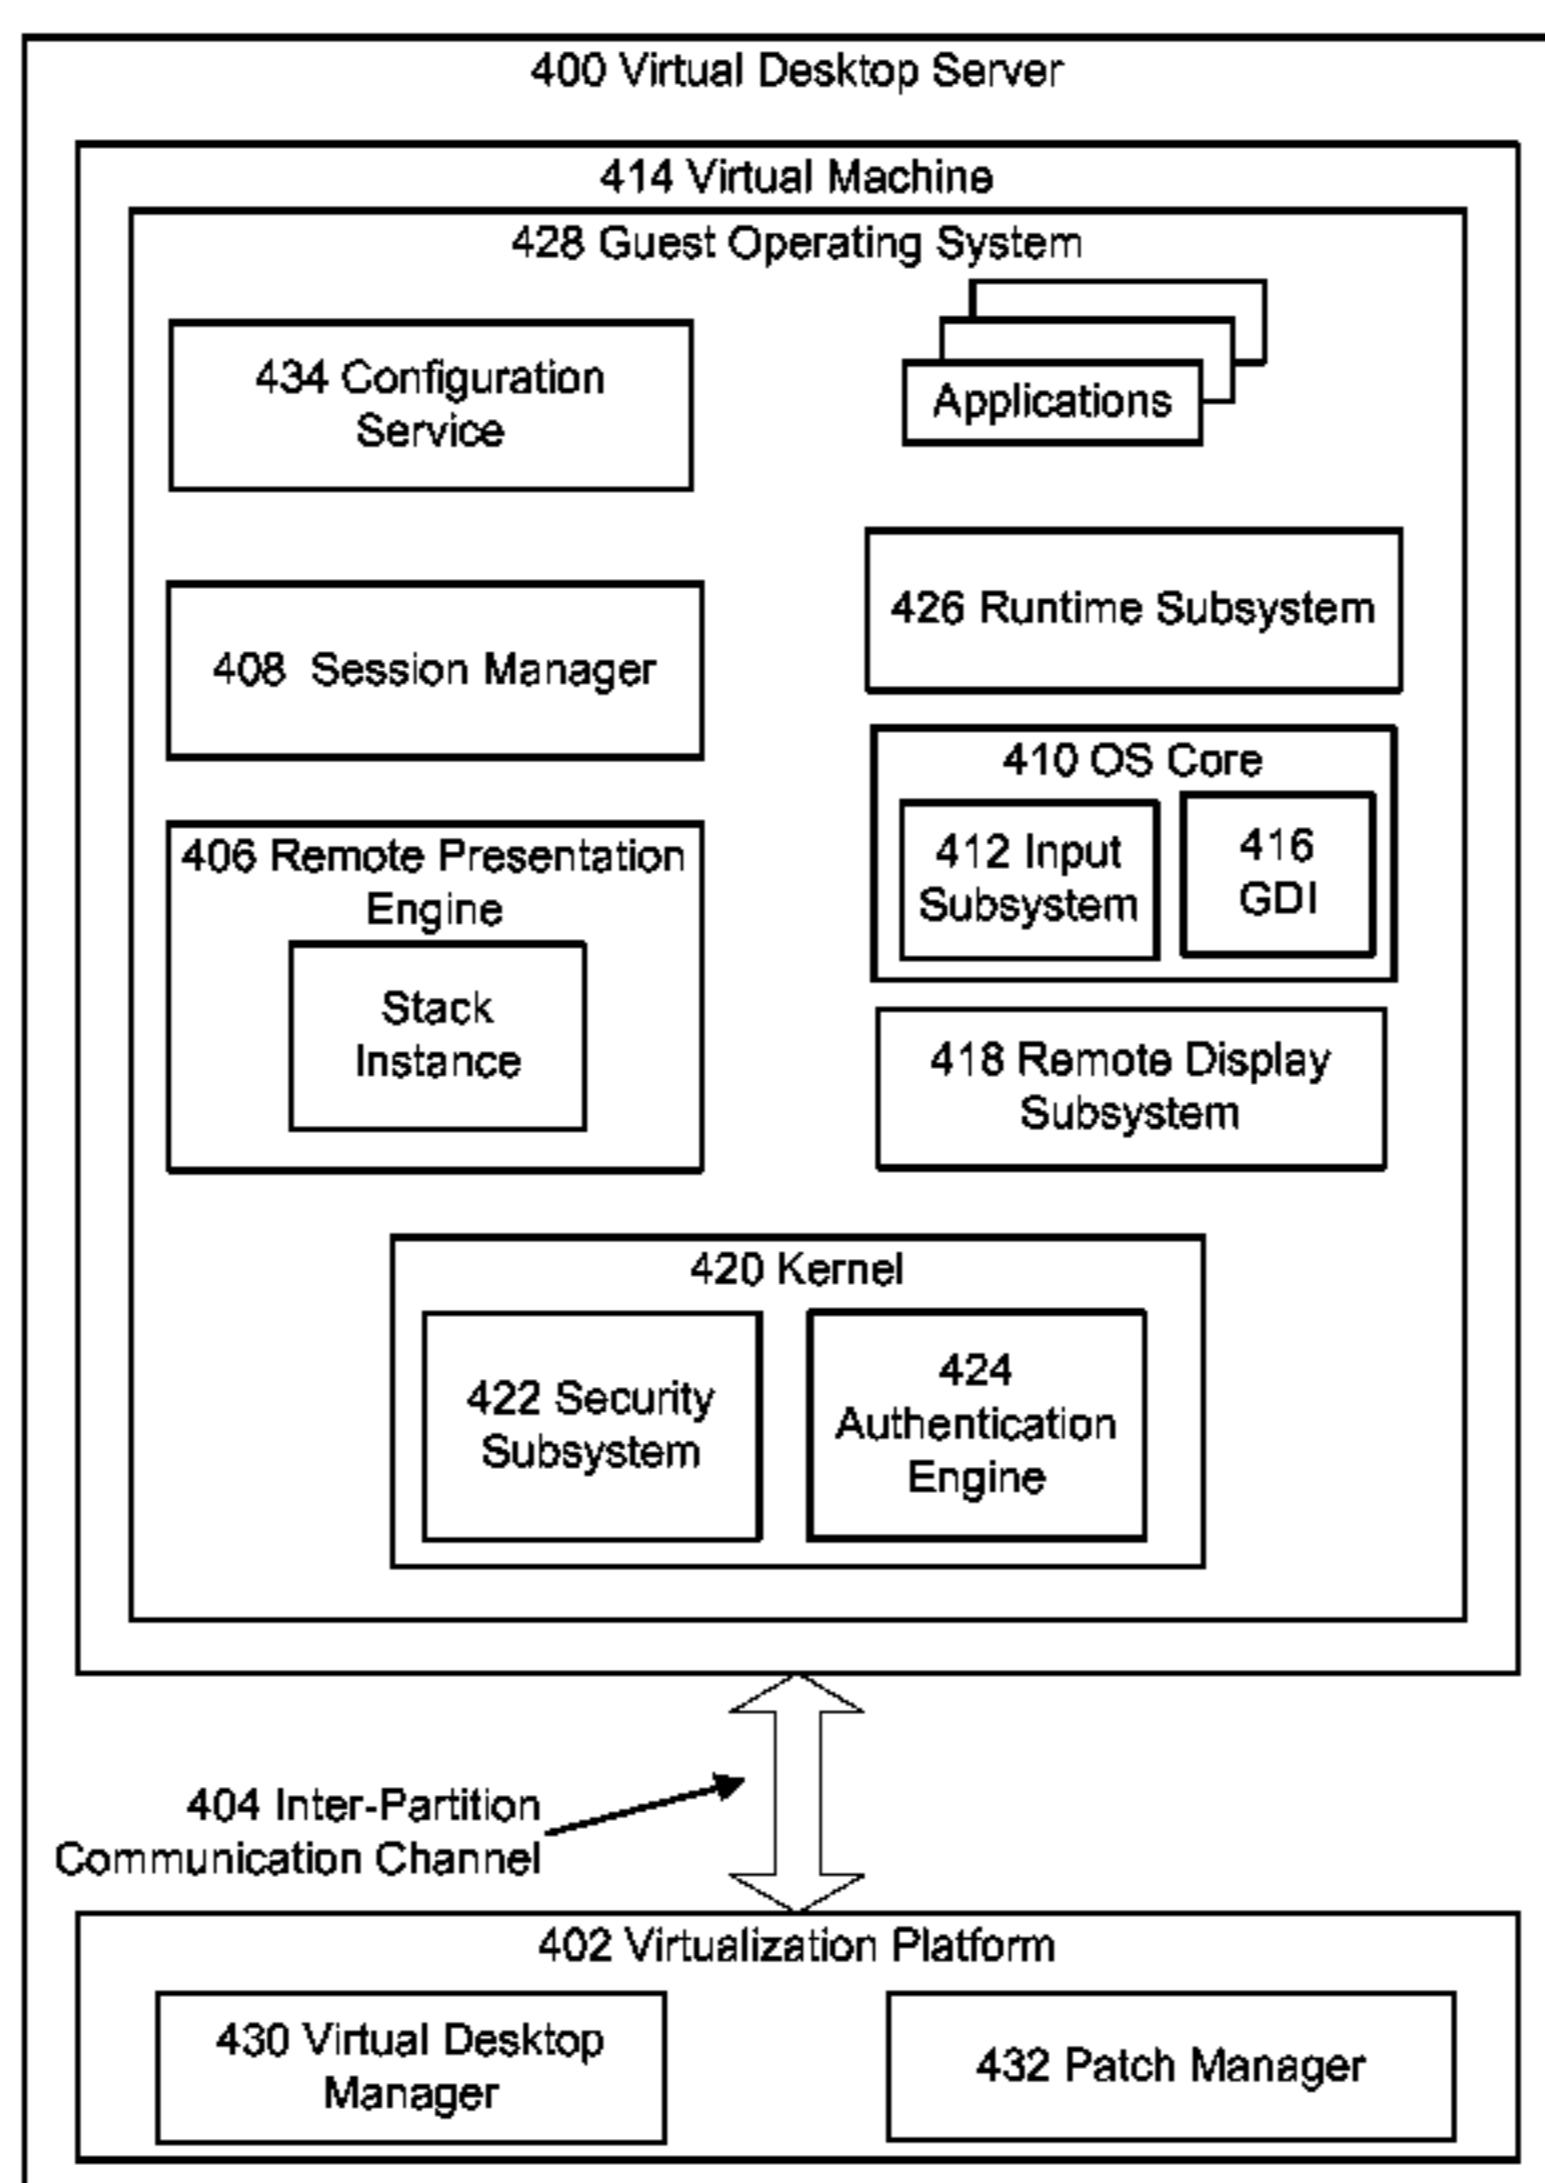 400 Virtual Desktop Server
414 Virtual Machine
428 Guest Operating System
434 Configuration
Service
Applications
426 Runtime Subsystem
408 Session Manager
410 OS Core
412 Input
Subsystem
416
GDI
406 Remote Presentation
Engine
Stack
Instance
418 Remote Display
Subsystem
420 Kernel
422 Security
Subsystem
424
Authentication
Engine
404 Inter-Partition
Communication Channel
402 Virtualization Platform
430 Virtual Desktop
Manager
432 Patch Manager